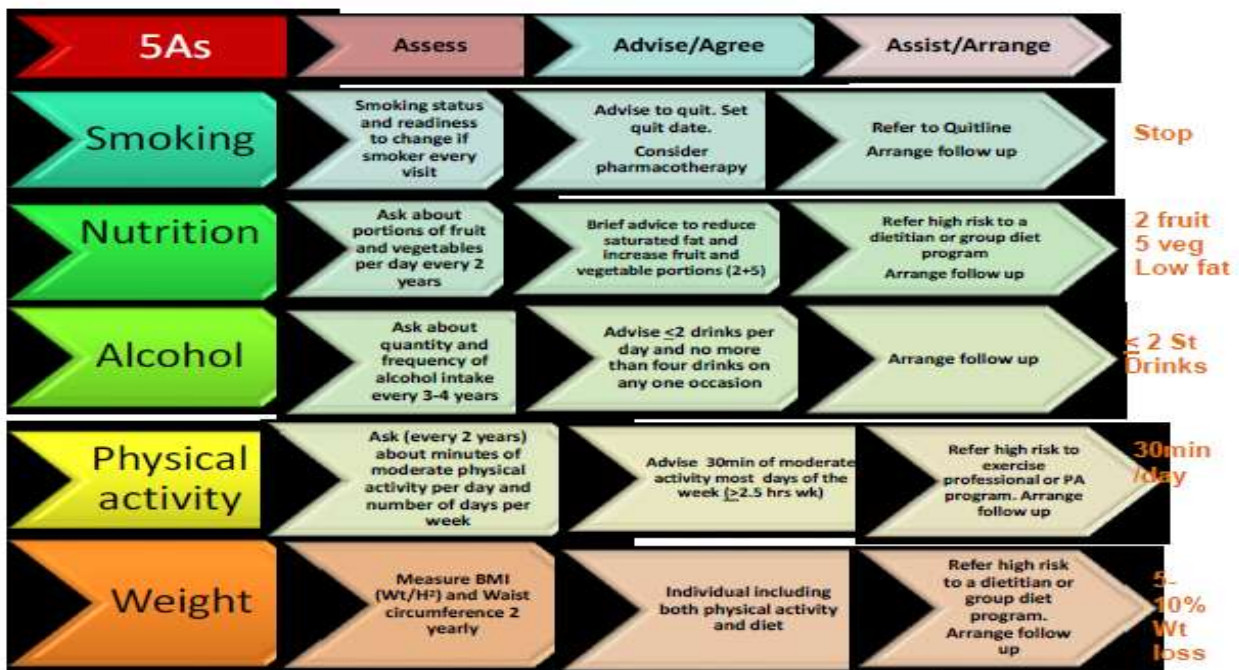 5As
Assess
Advise/Agree
Assist/Arrange
Smoking
Smoking status
and readiness
to change if
smoker every
visit
Advise to quit. Set
quit date.
Consider
pharmacotherapy
Refer to Quitline
Arrange follow up
Stop
Nutrition
Ask about
portions of fruit
and vegetables
per day every 2
years
Brief advice to reduce
saturated fat and
increase fruit and
vegetable portions (2+5)
Refer high risk to a
dietitian or group diet
program
Arrange follow up
2 fruit
5 veg
Low fat
Alcohol
Ask about
quantity and
frequency of
alcohol intake
every 3-4 years
Advise <2 drinks per
day and no more
than four drinks on
any one occasion
Arrange follow up
≤ 2 St
Drinks
Physical
activity
Ask (every 2 years)
about minutes of
moderate physical
activity per day and
number of days per
week
Advise 30min of moderate
activity most days of the
week (>2.5 hrs wk)
Refer high risk to
exercise
professional or PA
program. Arrange
follow up
30min
/day
Weight
Measure BMI
(Wt/H²) and Waist
circumference 2
yearly
Individual including
both physical activity
and diet
Refer high risk
to a dietitian or
group diet
program.
Arrange follow
up
5-
10%
Wt
loss